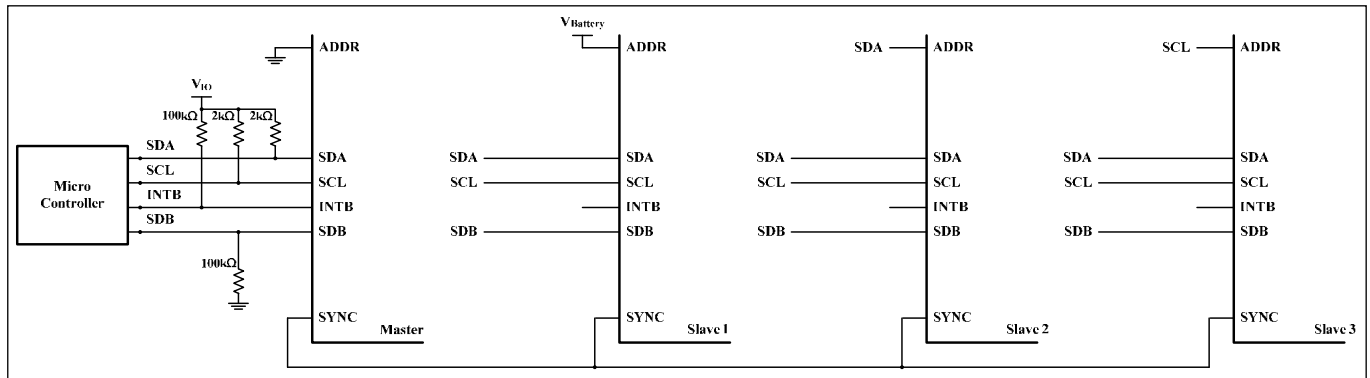 V_Battery
ADDR
ADDR
SDA
ADDR
SCL
ADDR
V_IO
100kΩ
2kΩ
2kΩ
Micro
Controller
SDA
SCL
INTB
SDB
SDA
SCL
INTB
SDB
100kΩ
SYNC
Master
SDA
SCL
SDB
SDA
SCL
INTB
SDB
SYNC
Slave 1
SDA
SCL
SDB
SDA
SCL
INTB
SDB
SYNC
Slave 2
SDA
SCL
SDB
SDA
SCL
INTB
SDB
SYNC
Slave 3